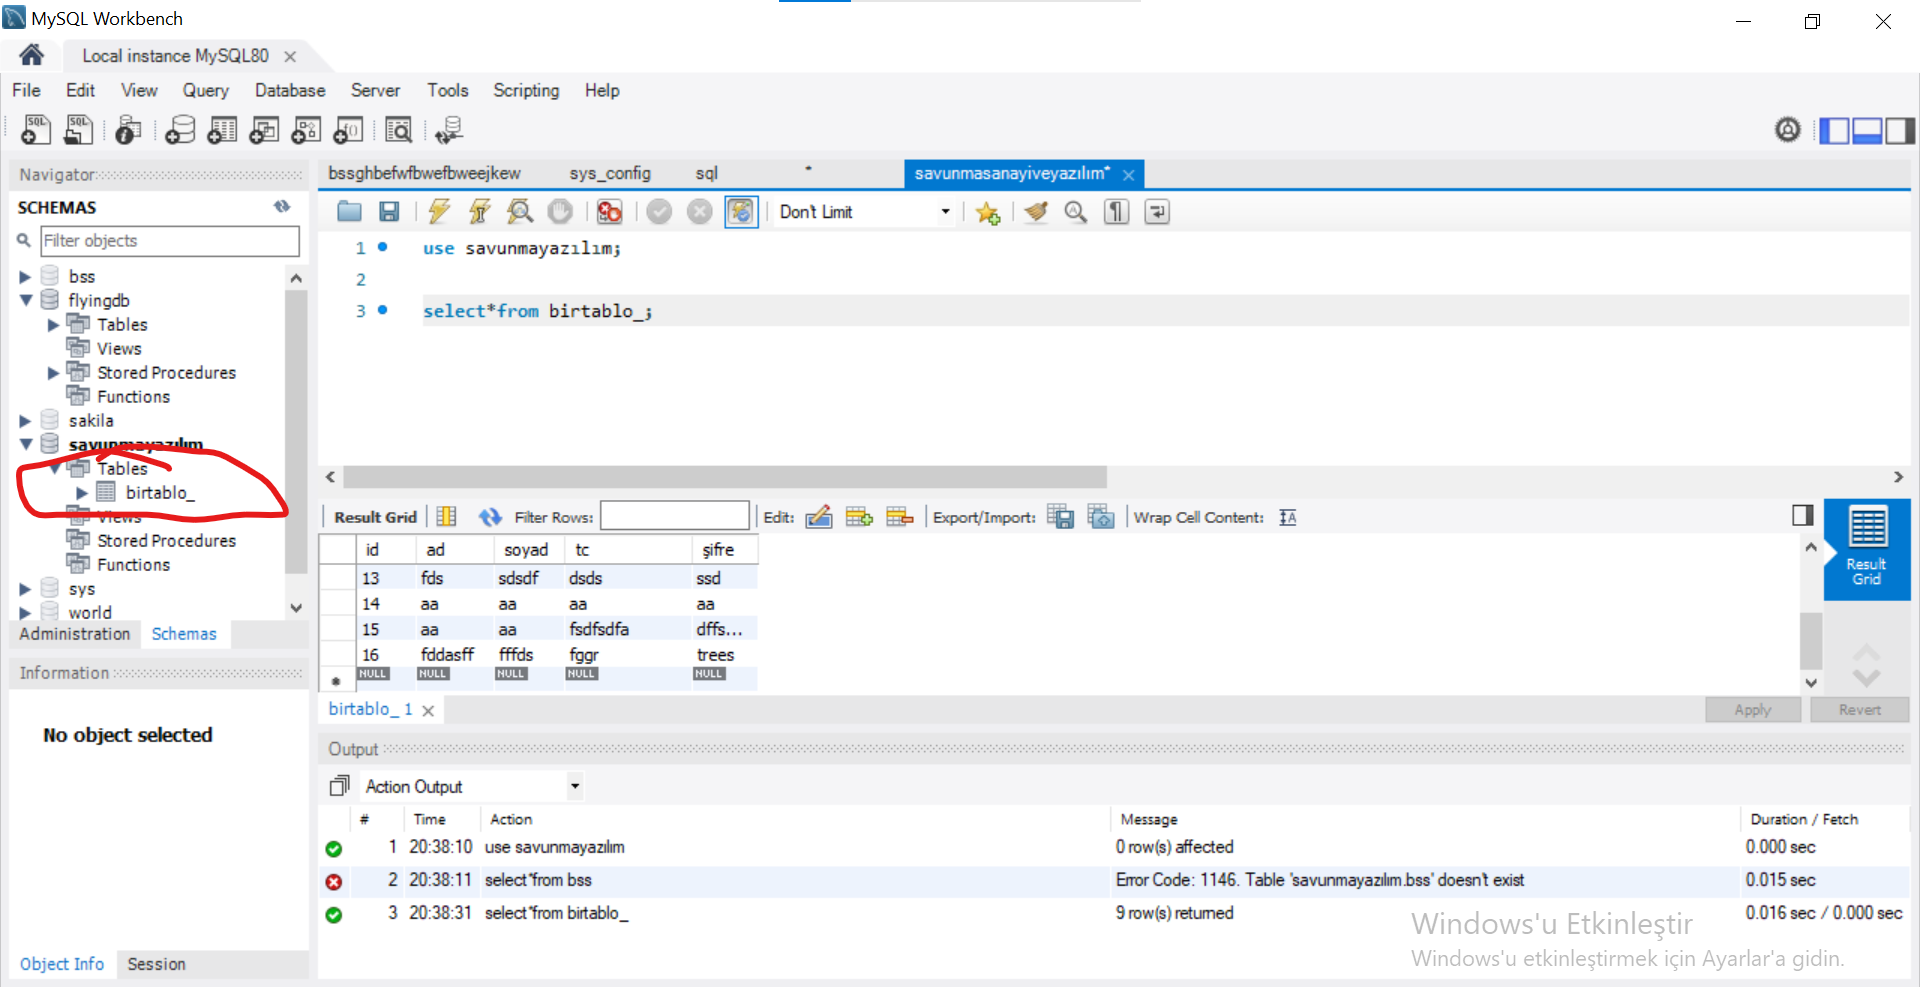 MySQL Workbench
Local instance MySQL80
File Edit View Query Database Server Tools Scripting Help
Navigator
SCHEMAS
Filter objects
bss
flyingdb
Tables
Views
Stored Procedures
Functions
sakila
savunmayazılım
Tables
birtablo_
Views
Stored Procedures
Functions
sys
world
Administration Schemas
Information
No object selected
Object Info Session
bssghbefwfbwefbweejkew sys_config sql * savunmasanayiveyazılım*
Don't Limit
1 use savunmayazılım;
2
3 select*from birtablo_;
Result Grid Filter Rows: Edit: Export/Import: Wrap Cell Content:
id ad soyad tc şifre
13 fds sdsdf dsds ssd
14 aa aa aa aa
15 aa aa fsdfsdfa dffs...
16 fddasff fffds fggr trees
NULL NULL NULL NULL NULL
Result Grid
birtablo_ 1
Apply Revert
Output
Action Output
# Time Action Message Duration / Fetch
1 20:38:10 use savunmayazılım 0 row(s) affected 0.000 sec
2 20:38:11 select*from bss Error Code: 1146. Table 'savunmayazılım.bss' doesn't exist 0.015 sec
3 20:38:31 select*from birtablo_ 9 row(s) returned 0.016 sec / 0.000 sec
Windows'u Etkinleştir
Windows'u etkinleştirmek için Ayarlar'a gidin.